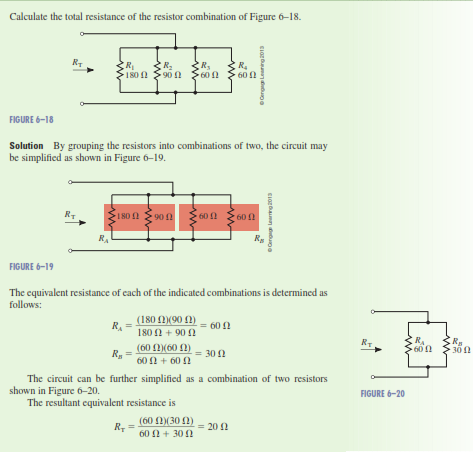 Calculate the total resistance of the resistor combination of Figure 6–18.
R_T
R₁
180 Ω
R₂
90 Ω
R₃
60 Ω
R₄
60 Ω
© Cengage Learning 2013
FIGURE 6–18
Solution By grouping the resistors into combinations of two, the circuit may
be simplified as shown in Figure 6–19.
R_T
180 Ω
90 Ω
60 Ω
60 Ω
R_A
R_B
© Cengage Learning 2013
FIGURE 6–19
The equivalent resistance of each of the indicated combinations is determined as
follows:
R_A = (180 Ω)(90 Ω) / 180 Ω + 90 Ω = 60 Ω
R_B = (60 Ω)(60 Ω) / 60 Ω + 60 Ω = 30 Ω
The circuit can be further simplified as a combination of two resistors
shown in Figure 6–20.
The resultant equivalent resistance is
R_T = (60 Ω)(30 Ω) / 60 Ω + 30 Ω = 20 Ω
R_T
R_A
60 Ω
R_B
30 Ω
FIGURE 6–20